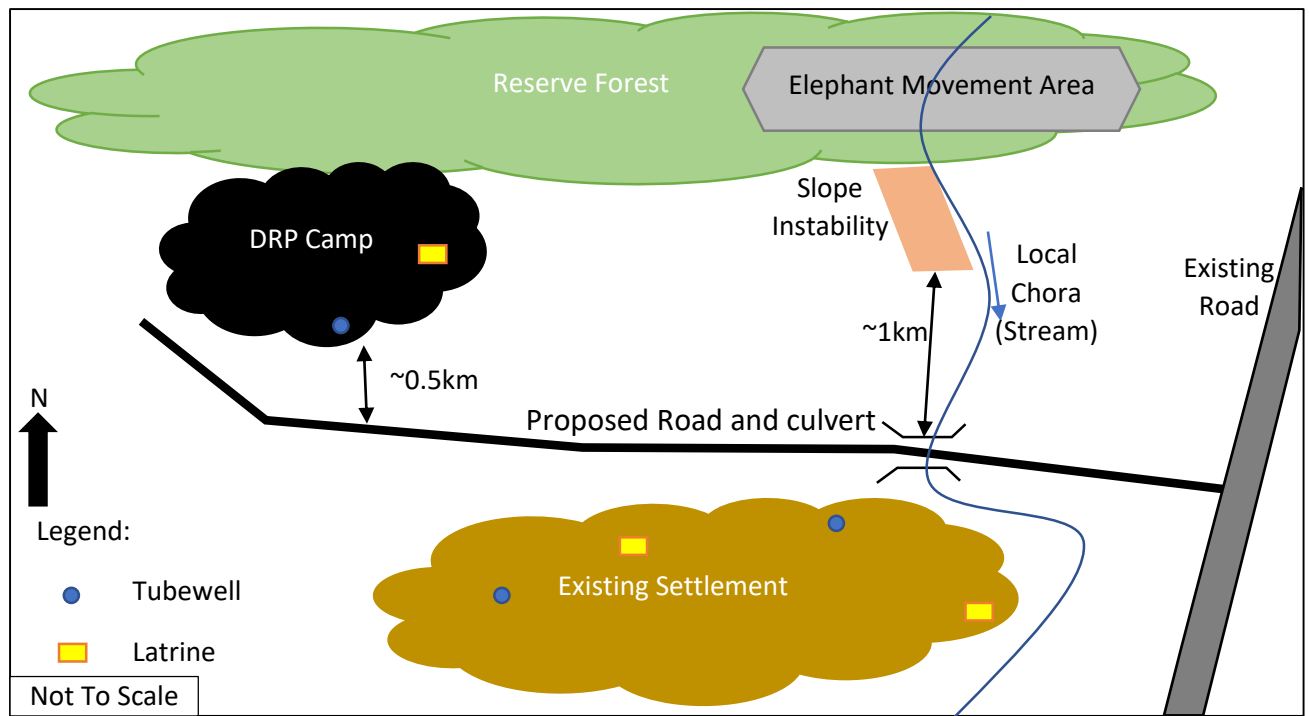 Reserve Forest
Elephant Movement Area
DRP Camp
Slope
Instability
Local
Chora
(Stream)
Existing
Road
~1km
~0.5km
N
Proposed Road and culvert
Legend:
Tubewell
Existing Settlement
Latrine
Not To Scale